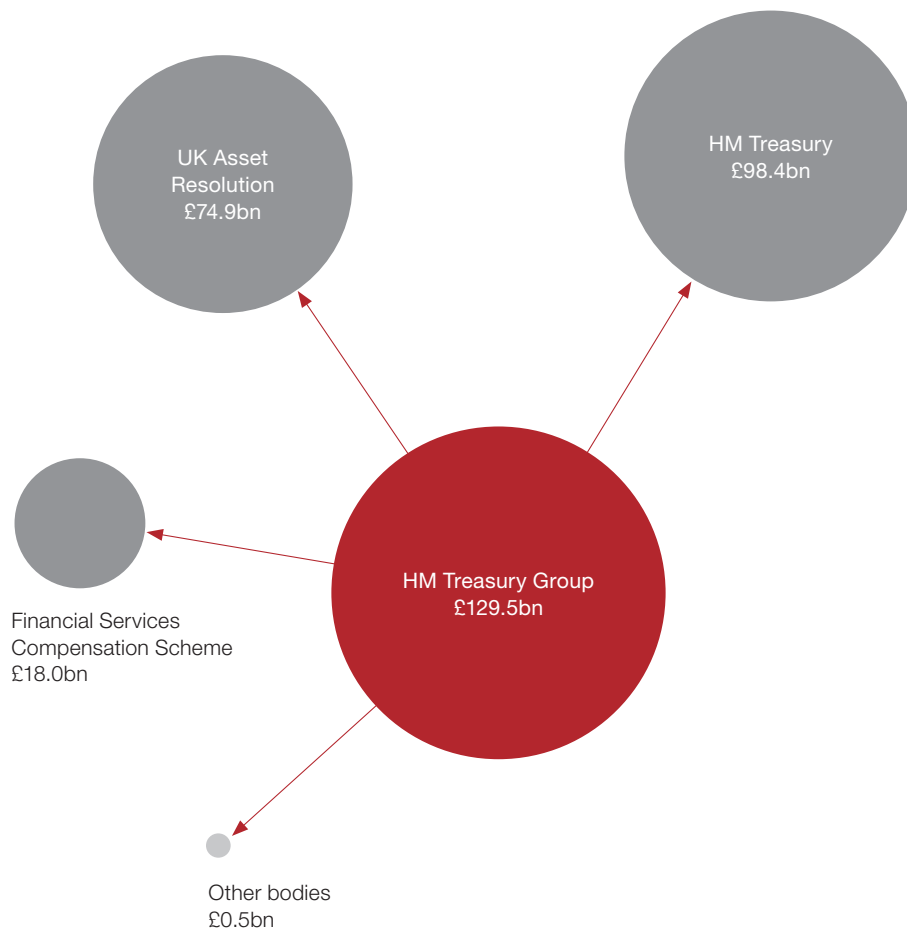 UK Asset
Resolution
£74.9bn
HM Treasury
£98.4bn
HM Treasury Group
£129.5bn
Financial Services
Compensation Scheme
£18.0bn
Other bodies
£0.5bn